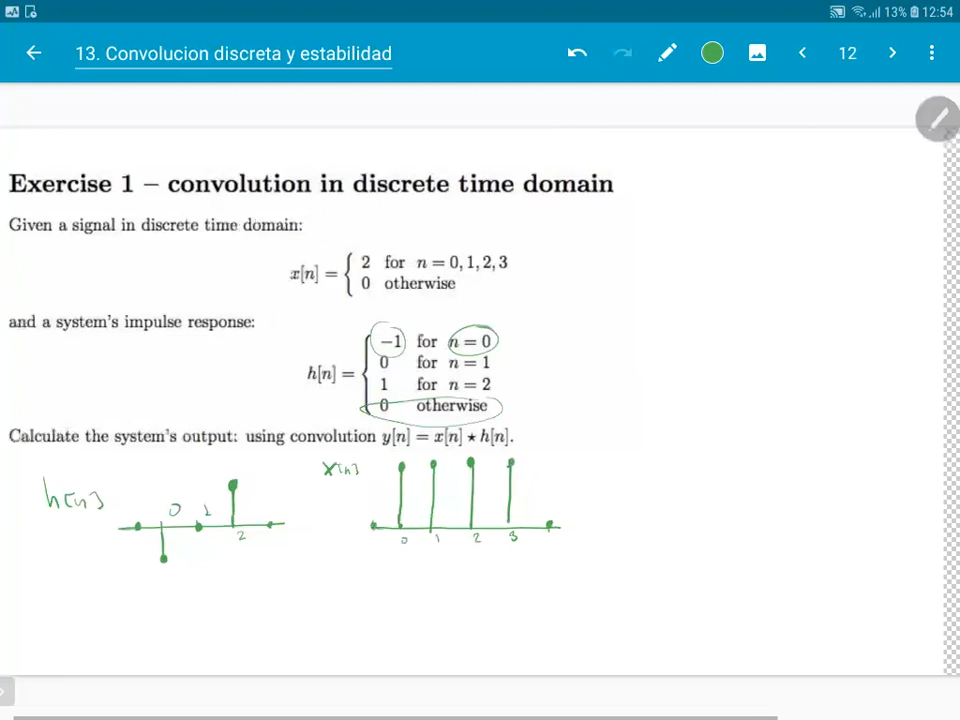 13% 12:54
13. Convolucion discreta y estabilidad
12
Exercise 1 – convolution in discrete time domain
Given a signal in discrete time domain:
x[n] = { 2 for n = 0, 1, 2, 3
0 otherwise
and a system's impulse response:
h[n] = { −1 for n = 0
0 for n = 1
1 for n = 2
0 otherwise
Calculate the system's output: using convolution y[n] = x[n] ⋆ h[n].
h[n]
0 1
2
x[n]
0 1 2 3